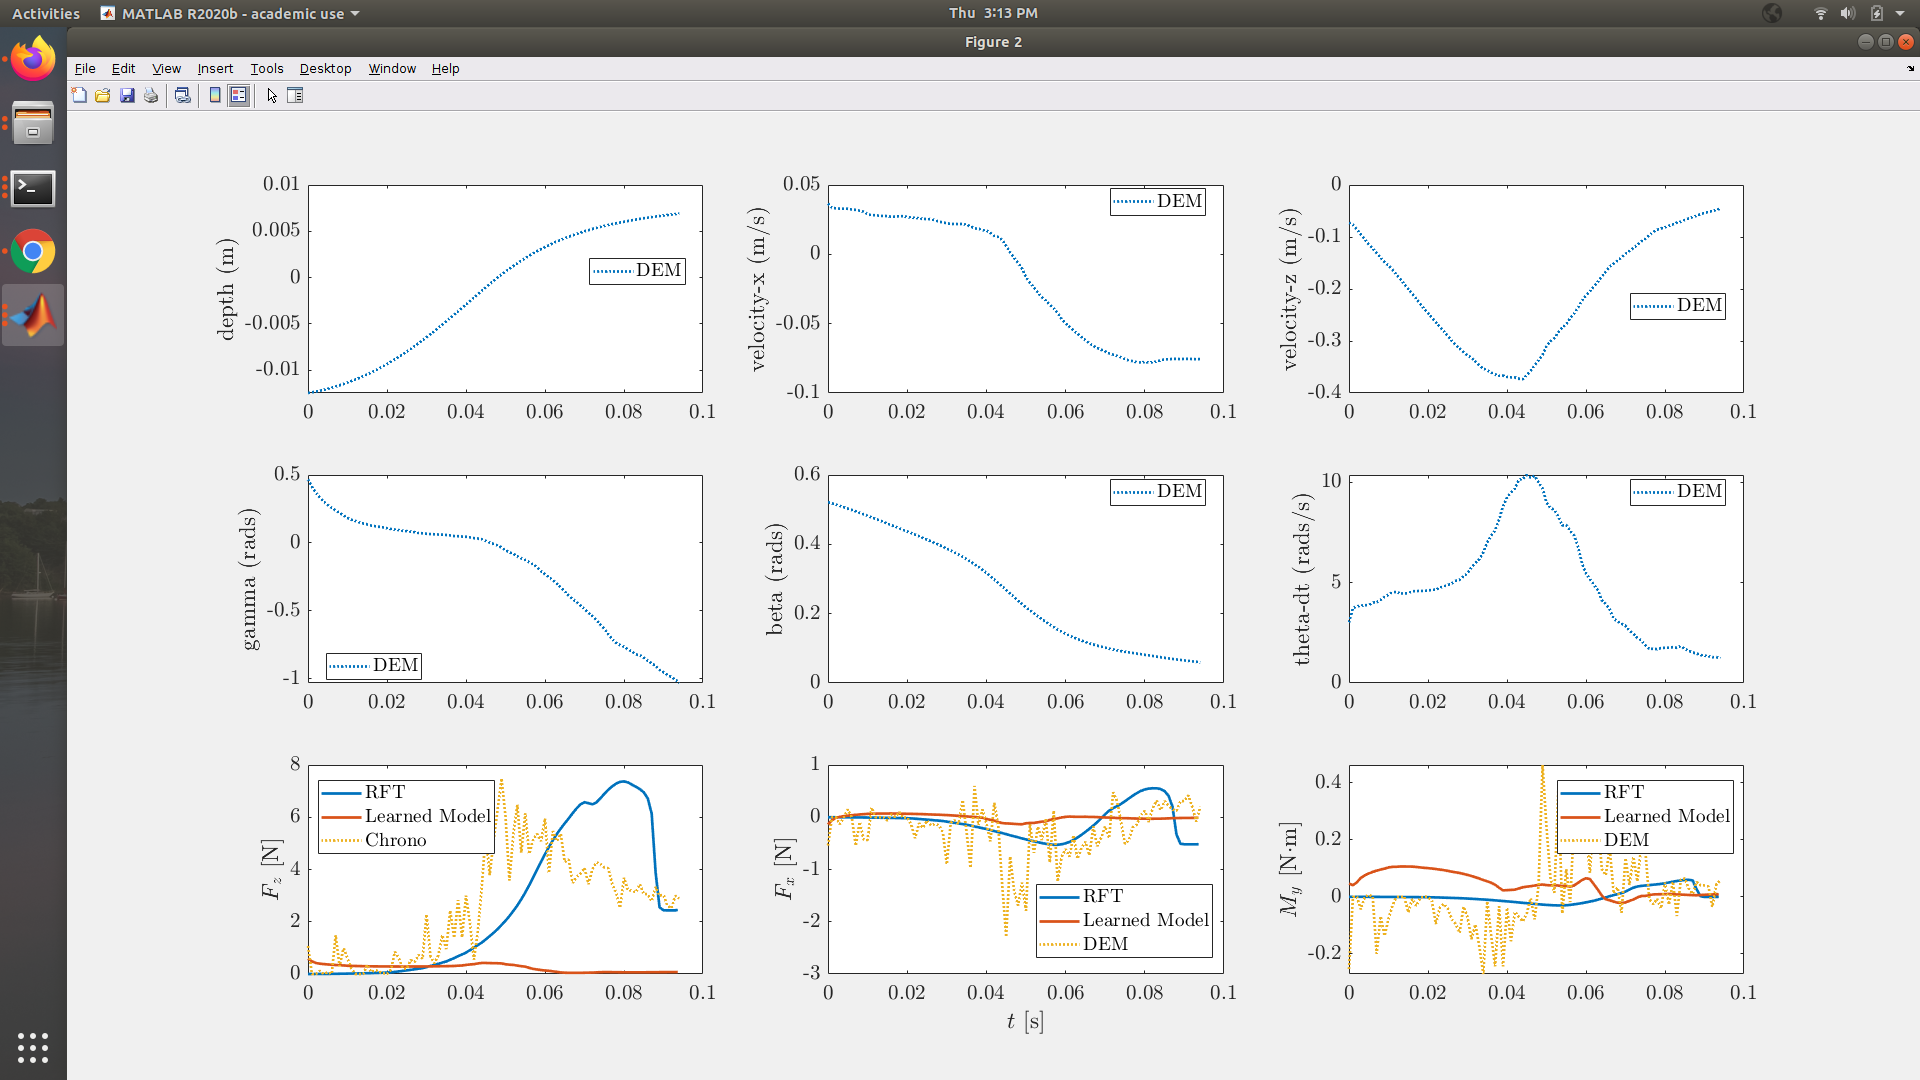 Activities MATLAB R2020b - academic use Thu 3:13 PM
Figure 2
File Edit View Insert Tools Desktop Window Help
0.01
0.005
0
-0.005
-0.01
depth (m)
DEM
0 0.02 0.04 0.06 0.08 0.1
0.05
0
-0.05
-0.1
velocity-x (m/s)
DEM
0 0.02 0.04 0.06 0.08 0.1
0
-0.1
-0.2
-0.3
-0.4
velocity-z (m/s)
DEM
0 0.02 0.04 0.06 0.08 0.1
0.5
0
-0.5
-1
gamma (rads)
DEM
0 0.02 0.04 0.06 0.08 0.1
0.6
0.4
0.2
0
beta (rads)
DEM
0 0.02 0.04 0.06 0.08 0.1
10
5
0
theta-dt (rads/s)
DEM
0 0.02 0.04 0.06 0.08 0.1
8
6
4
2
0
F_z [N]
RFT
Learned Model
Chrono
0 0.02 0.04 0.06 0.08 0.1
1
0
-1
-2
-3
F_x [N]
RFT
Learned Model
DEM
0 0.02 0.04 0.06 0.08 0.1
t [s]
0.4
0.2
0
-0.2
M_y [N·m]
RFT
Learned Model
DEM
0 0.02 0.04 0.06 0.08 0.1